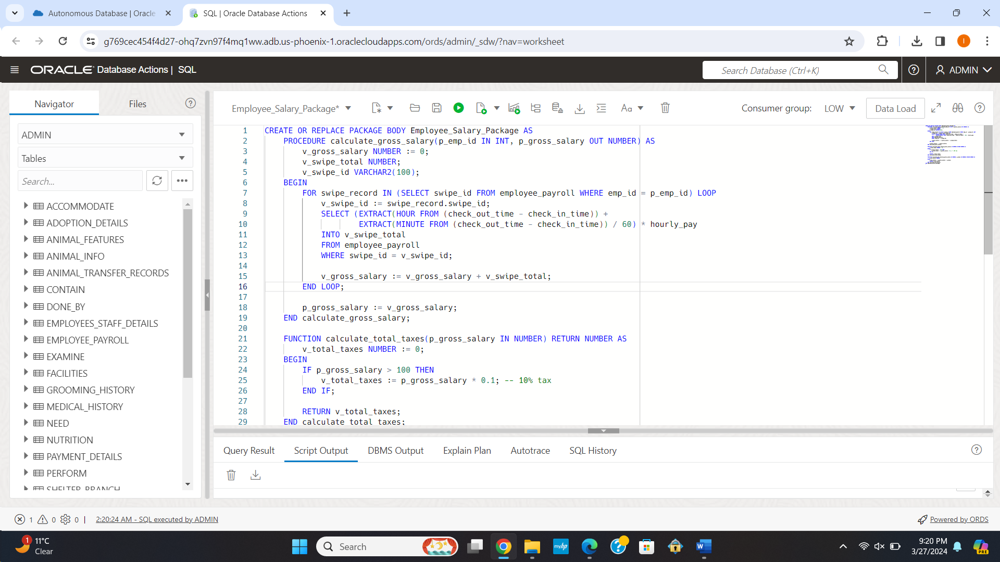 Autonomous Database | Oracle
SQL | Oracle Database Actions
g769cec454f4d27-ohq7zvn97f4mq1ww.adb.us-phoenix-1.oraclecloudapps.com/ords/admin/_sdw/?nav=worksheet
I
ORACLE Database Actions | SQL
Search Database (Ctrl+K)
ADMIN
Navigator
Files
ADMIN
Tables
Search...
ACCOMMODATE
ADOPTION_DETAILS
ANIMAL_FEATURES
ANIMAL_INFO
ANIMAL_TRANSFER_RECORDS
CONTAIN
DONE_BY
EMPLOYEES_STAFF_DETAILS
EMPLOYEE_PAYROLL
EXAMINE
FACILITIES
GROOMING_HISTORY
MEDICAL_HISTORY
NEED
NUTRITION
PAYMENT_DETAILS
PERFORM
SHELTER_BRANCH
Employee_Salary_Package*
Aa
Consumer group: LOW
Data Load
1 CREATE OR REPLACE PACKAGE BODY Employee_Salary_Package AS
2 PROCEDURE calculate_gross_salary(p_emp_id IN INT, p_gross_salary OUT NUMBER) AS
3 v_gross_salary NUMBER := 0;
4 v_swipe_total NUMBER;
5 v_swipe_id VARCHAR2(100);
6 BEGIN
7 FOR swipe_record IN (SELECT swipe_id FROM employee_payroll WHERE emp_id = p_emp_id) LOOP
8 v_swipe_id := swipe_record.swipe_id;
9 SELECT (EXTRACT(HOUR FROM (check_out_time - check_in_time)) +
10 EXTRACT(MINUTE FROM (check_out_time - check_in_time)) / 60) * hourly_pay
11 INTO v_swipe_total
12 FROM employee_payroll
13 WHERE swipe_id = v_swipe_id;
14
15 v_gross_salary := v_gross_salary + v_swipe_total;
16 END LOOP;
17
18 p_gross_salary := v_gross_salary;
19 END calculate_gross_salary;
20
21 FUNCTION calculate_total_taxes(p_gross_salary IN NUMBER) RETURN NUMBER AS
22 v_total_taxes NUMBER := 0;
23 BEGIN
24 IF p_gross_salary > 100 THEN
25 v_total_taxes := p_gross_salary * 0.1; -- 10% tax
26 END IF;
27
28 RETURN v_total_taxes;
29 END calculate_total_taxes;
Query Result
Script Output
DBMS Output
Explain Plan
Autotrace
SQL History
1 0 0 | 2:20:24 AM - SQL executed by ADMIN
Powered by ORDS
1
11°C
Clear
Search
myhp
W
9:20 PM
3/27/2024
PRE